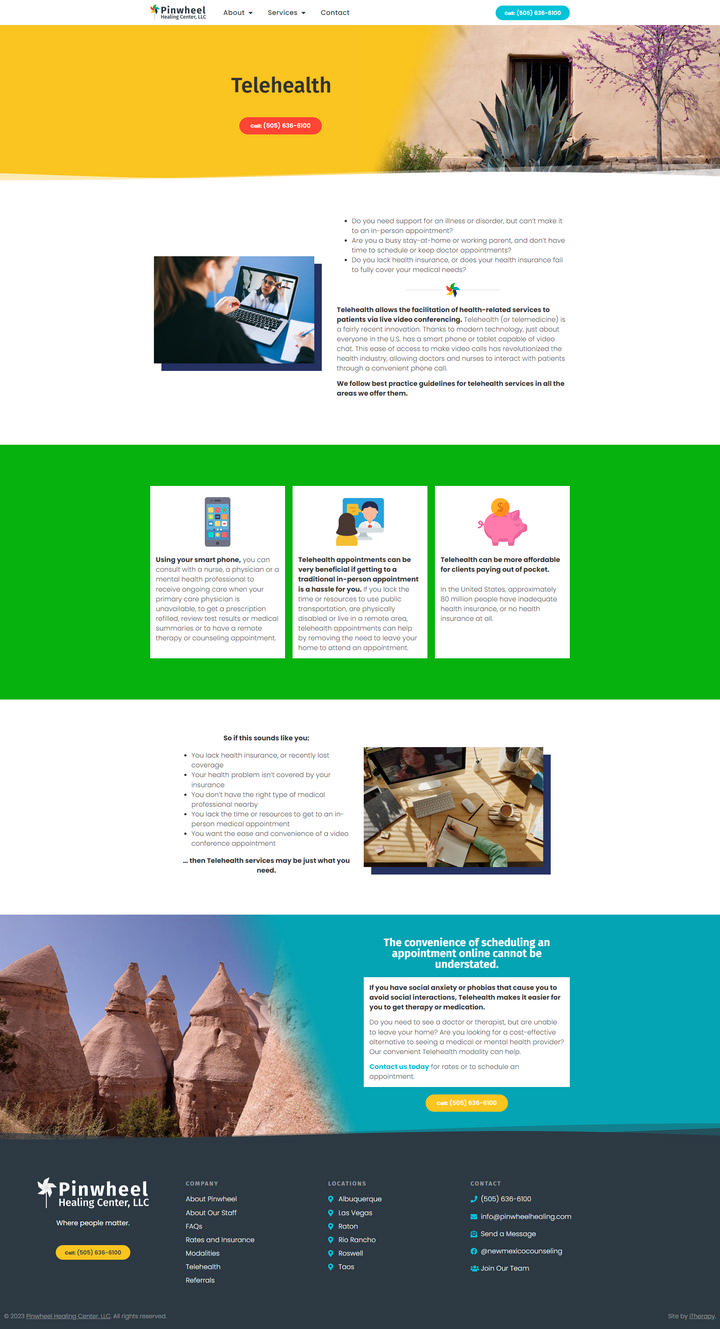 Pinwheel
Healing Center, LLC
About
Services
Contact
Call: (505) 636-6100
Telehealth
Call: (505) 636-6100
Do you need support for an illness or disorder, but can't make it
to an in-person appointment?
Are you a busy stay-at-home or working parent, and don't have
time to schedule or keep doctor appointments?
Do you lack health insurance, or does your health insurance fail
to fully cover your medical needs?
Telehealth allows the facilitation of health-related services to
patients via live video conferencing. Telehealth (or telemedicine) is
a fairly recent innovation. Thanks to modern technology, just about
everyone in the U.S. has a smart phone or tablet capable of video
chat. This ease of access to make video calls has revolutionized the
health industry, allowing doctors and nurses to interact with patients
through a convenient phone call.
We follow best practice guidelines for telehealth services in all the
areas we offer them.
Using your smart phone, you can
consult with a nurse, a physician or a
mental health professional to
receive ongoing care when your
primary care physician is
unavailable, to get a prescription
refilled, review test results or medical
summaries or to have a remote
therapy or counseling appointment.
Telehealth appointments can be
very beneficial if getting to a
traditional in-person appointment
is a hassle for you. If you lack the
time or resources to use public
transportation, are physically
disabled or live in a remote area,
telehealth appointments can help
by removing the need to leave your
home to attend an appointment.
Telehealth can be more affordable
for clients paying out of pocket.
In the United States, approximately
80 million people have inadequate
health insurance, or no health
insurance at all.
So if this sounds like you:
You lack health insurance, or recently lost
coverage
Your health problem isn't covered by your
insurance
You don't have the right type of medical
professional nearby
You lack the time or resources to get to an in-
person medical appointment
You want the ease and convenience of a video
conference appointment
... then Telehealth services may be just what you
need.
The convenience of scheduling an
appointment online cannot be
understated.
If you have social anxiety or phobias that cause you to
avoid social interactions, Telehealth makes it easier for
you to get therapy or medication.
Do you need to see a doctor or therapist, but are unable
to leave your home? Are you looking for a cost-effective
alternative to seeing a medical or mental health provider?
Our convenient Telehealth modality can help.
Contact us today for rates or to schedule an
appointment.
Call: (505) 636-6100
Pinwheel
Healing Center, LLC
Where people matter.
Call: (505) 636-6100
COMPANY
About Pinwheel
About Our Staff
FAQs
Rates and Insurance
Modalities
Telehealth
Referrals
LOCATIONS
Albuquerque
Las Vegas
Raton
Rio Rancho
Roswell
Taos
CONTACT
(505) 636-6100
info@pinwheelhealing.com
Send a Message
@newmexicocounseling
Join Our Team
© 2023 Pinwheel Healing Center, LLC. All rights reserved.
Site by iTherapy